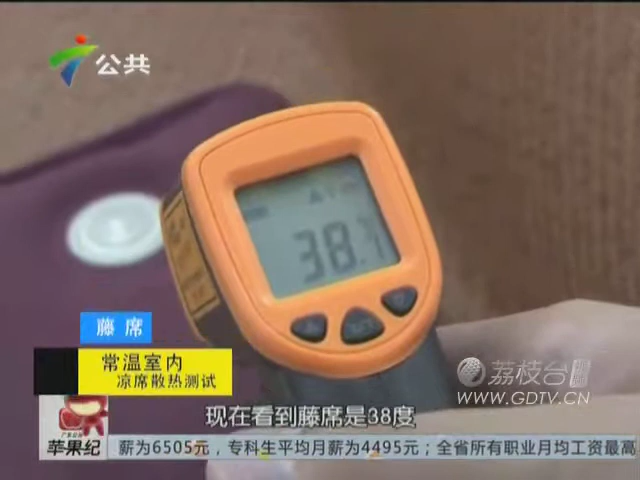 公共
38.7
藤席
常温室内
凉席散热测试
荔枝台
WWW.GDTV.CN
现在看到藤席是38度
苹果纪
薪为6505元，专科生平均月薪为4495元；全省所有职业月均工资最高